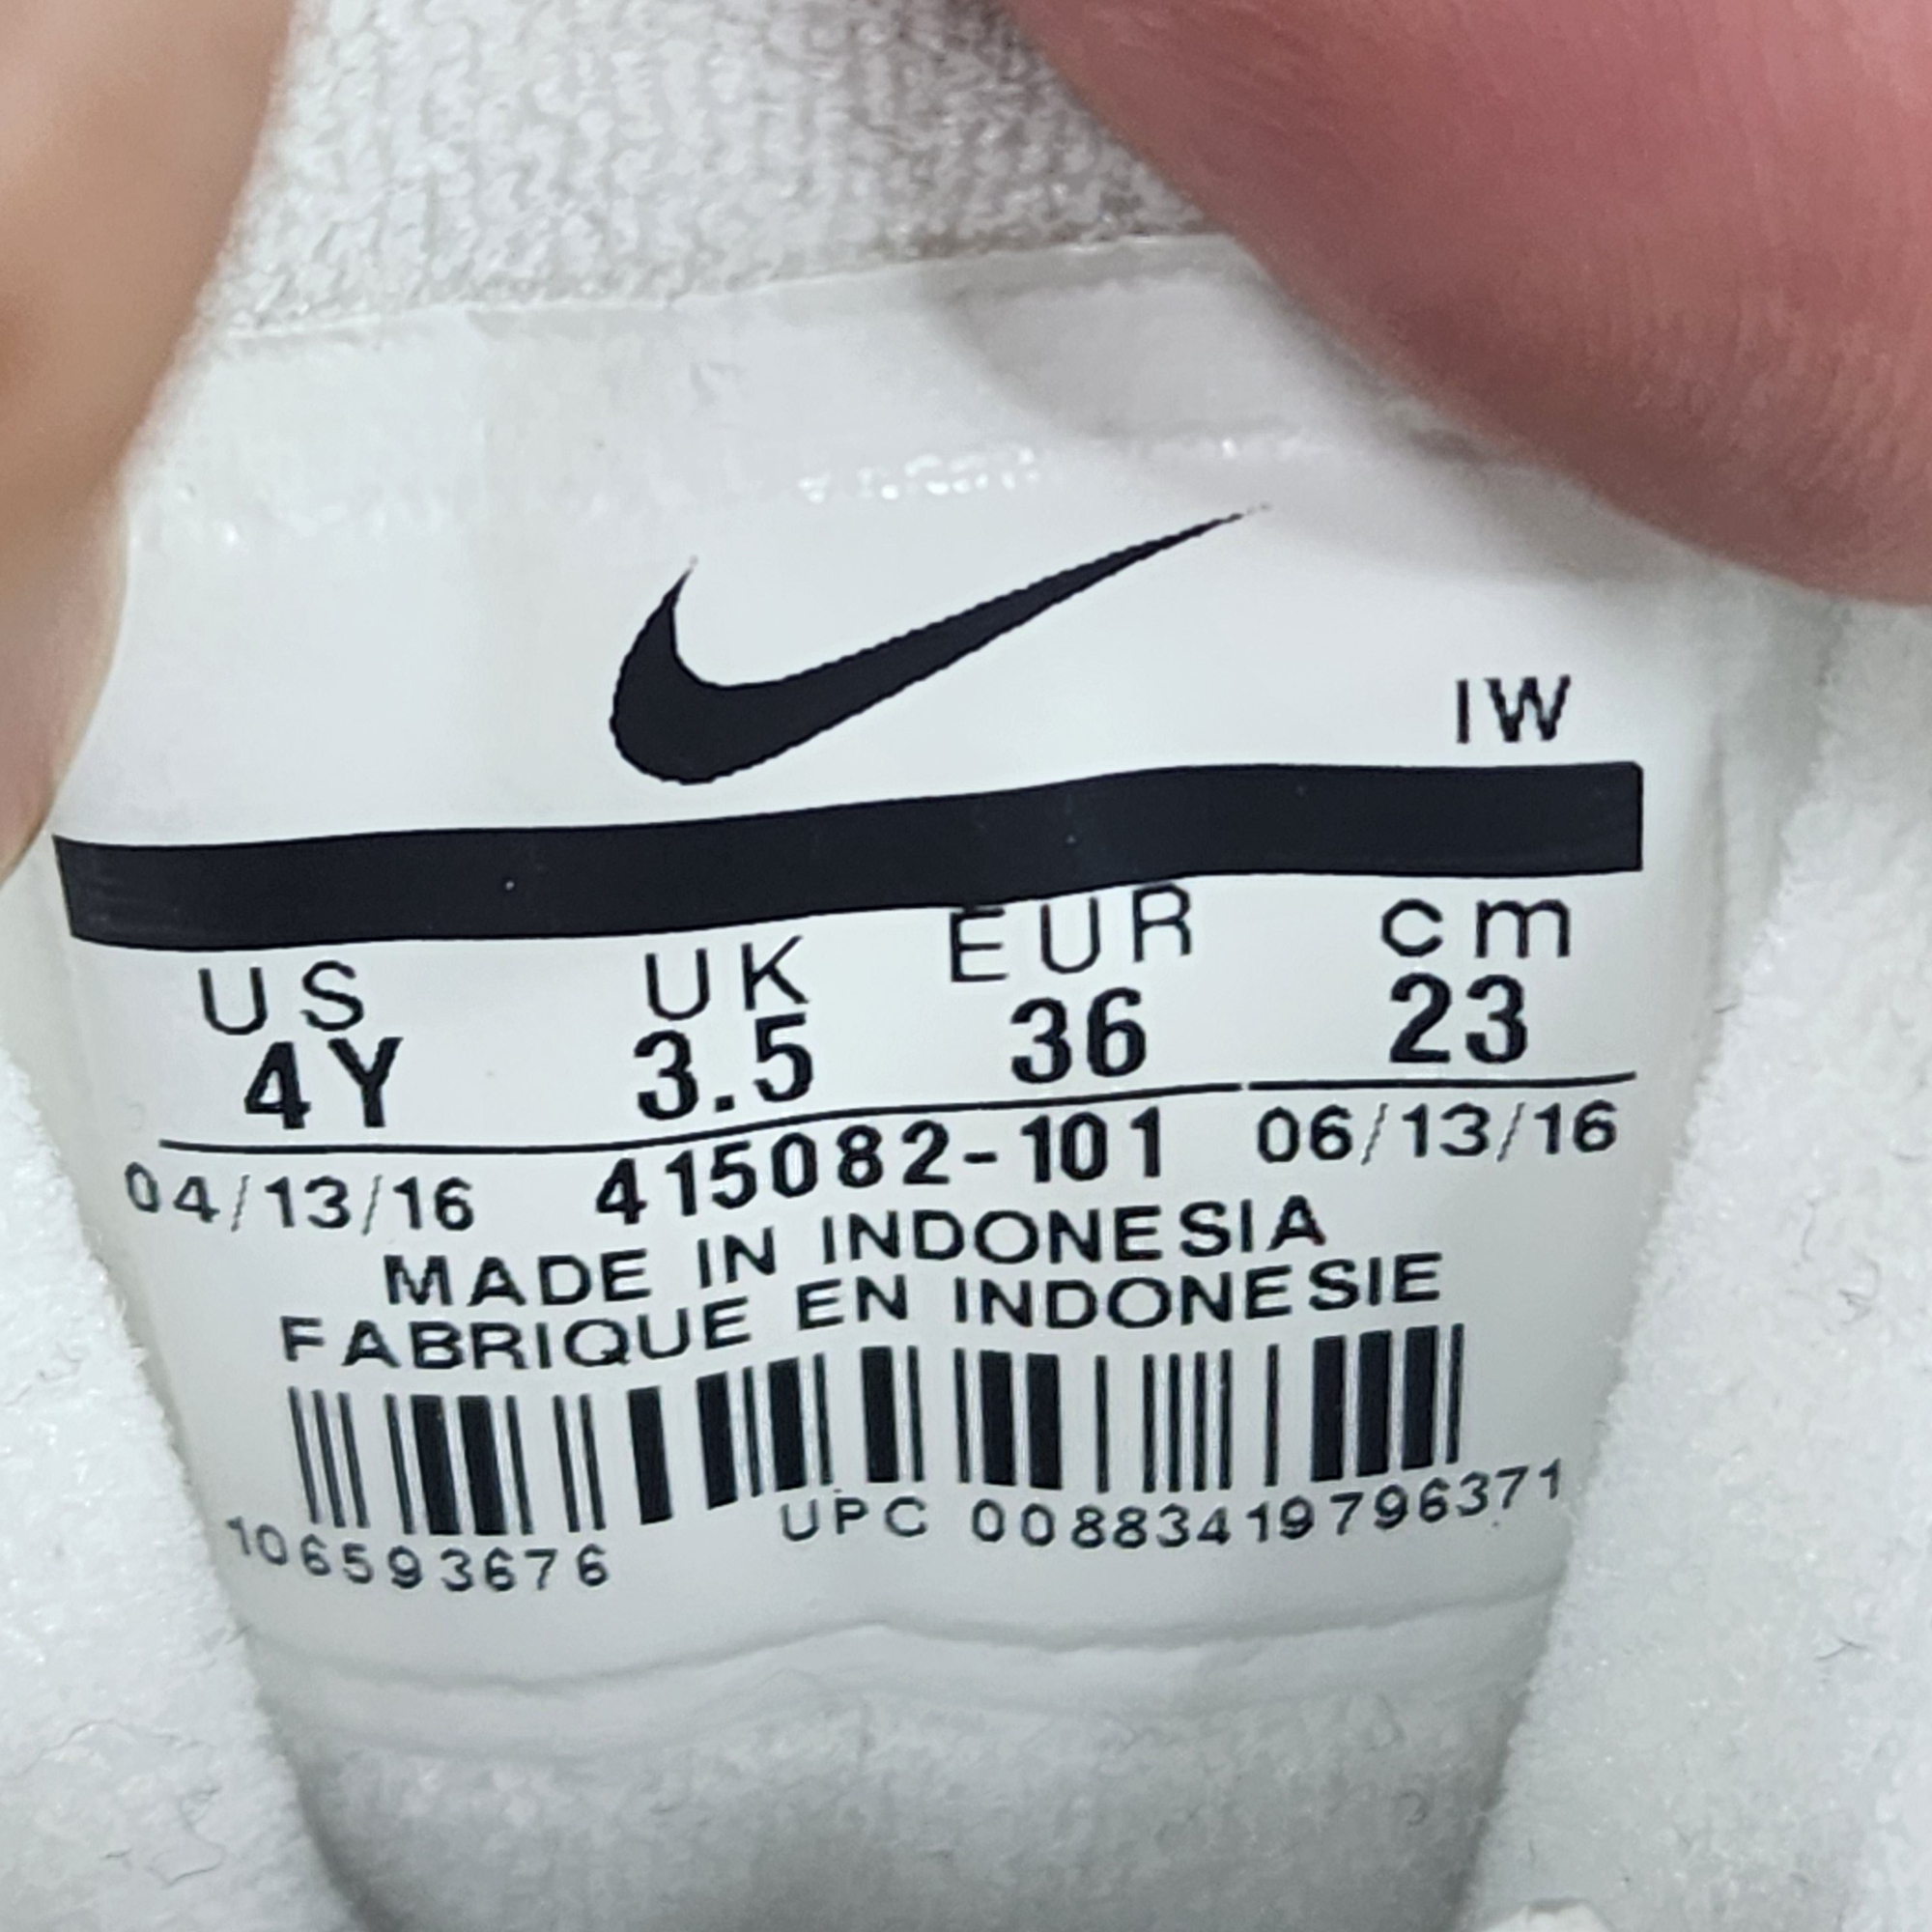 IW
US UK EUR cm
4Y 3.5 36 23
04/13/16 415082-101 06/13/16
MADE IN INDONESIA
FABRIQUE EN INDONESIE
106593676 UPC 00883419796371